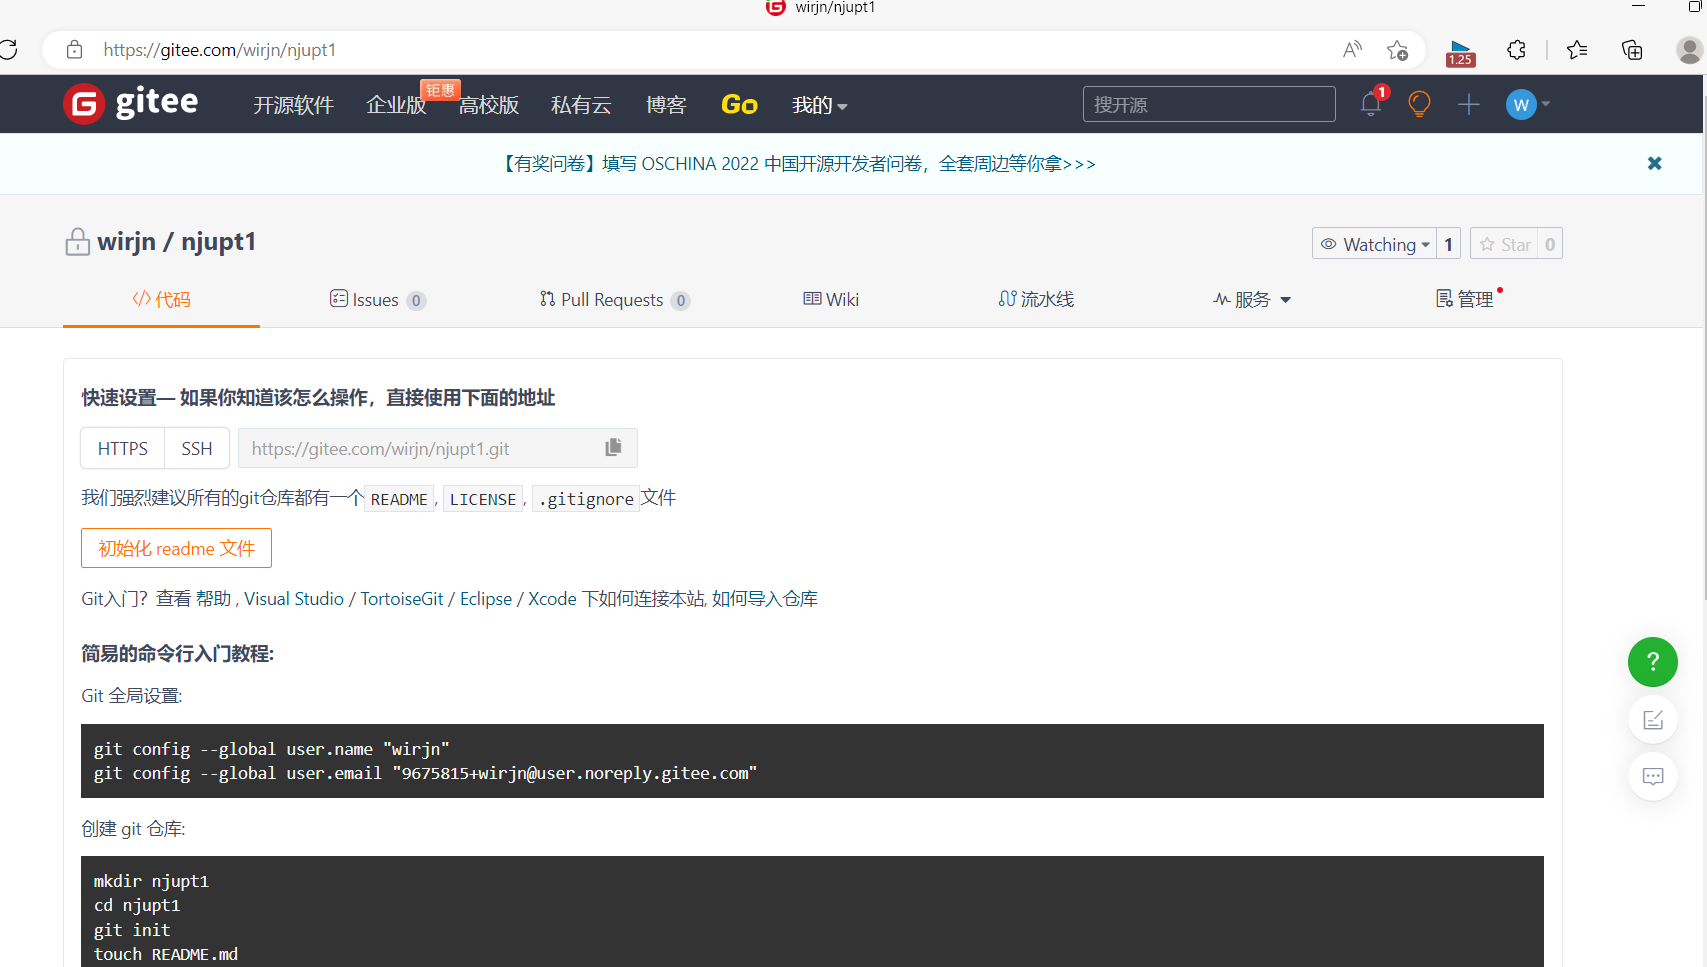 wirjn/njupt1
https://gitee.com/wirjn/njupt1
1.25
gitee 开源软件 企业版 钜惠 高校版 私有云 博客 Go 我的 搜开源 1 W
【有奖问卷】填写 OSCHINA 2022 中国开源开发者问卷，全套周边等你拿>>>
wirjn / njupt1 Watching 1 Star 0
代码 Issues 0 Pull Requests 0 Wiki 流水线 服务 管理
快速设置— 如果你知道该怎么操作，直接使用下面的地址
HTTPS SSH https://gitee.com/wirjn/njupt1.git
我们强烈建议所有的git仓库都有一个 README, LICENSE, .gitignore 文件
初始化 readme 文件
Git入门？查看 帮助 , Visual Studio / TortoiseGit / Eclipse / Xcode 下如何连接本站, 如何导入仓库
简易的命令行入门教程:
Git 全局设置:
git config --global user.name "wirjn"
git config --global user.email "9675815+wirjn@user.noreply.gitee.com"
创建 git 仓库:
mkdir njupt1
cd njupt1
git init
touch README.md